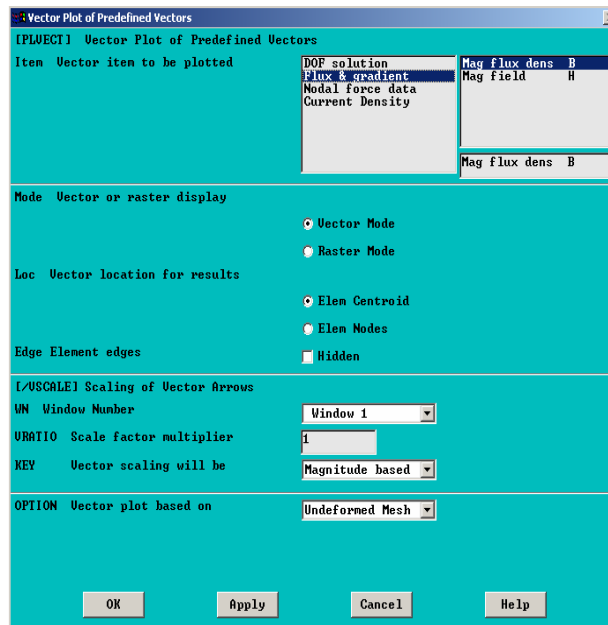 Vector Plot of Predefined Vectors
[PLVECT] Vector Plot of Predefined Vectors
Item Vector item to be plotted
DOF solution
Flux & gradient
Nodal force data
Current Density
Mag flux dens B
Mag field H
Mag flux dens B
Mode Vector or raster display
Vector Mode
Raster Mode
Loc Vector location for results
Elem Centroid
Elem Nodes
Edge Element edges
Hidden
[/VSCALE] Scaling of Vector Arrows
WN Window Number
Window 1
VRATIO Scale factor multiplier
1
KEY Vector scaling will be
Magnitude based
OPTION Vector plot based on
Undeformed Mesh
OK Apply Cancel Help